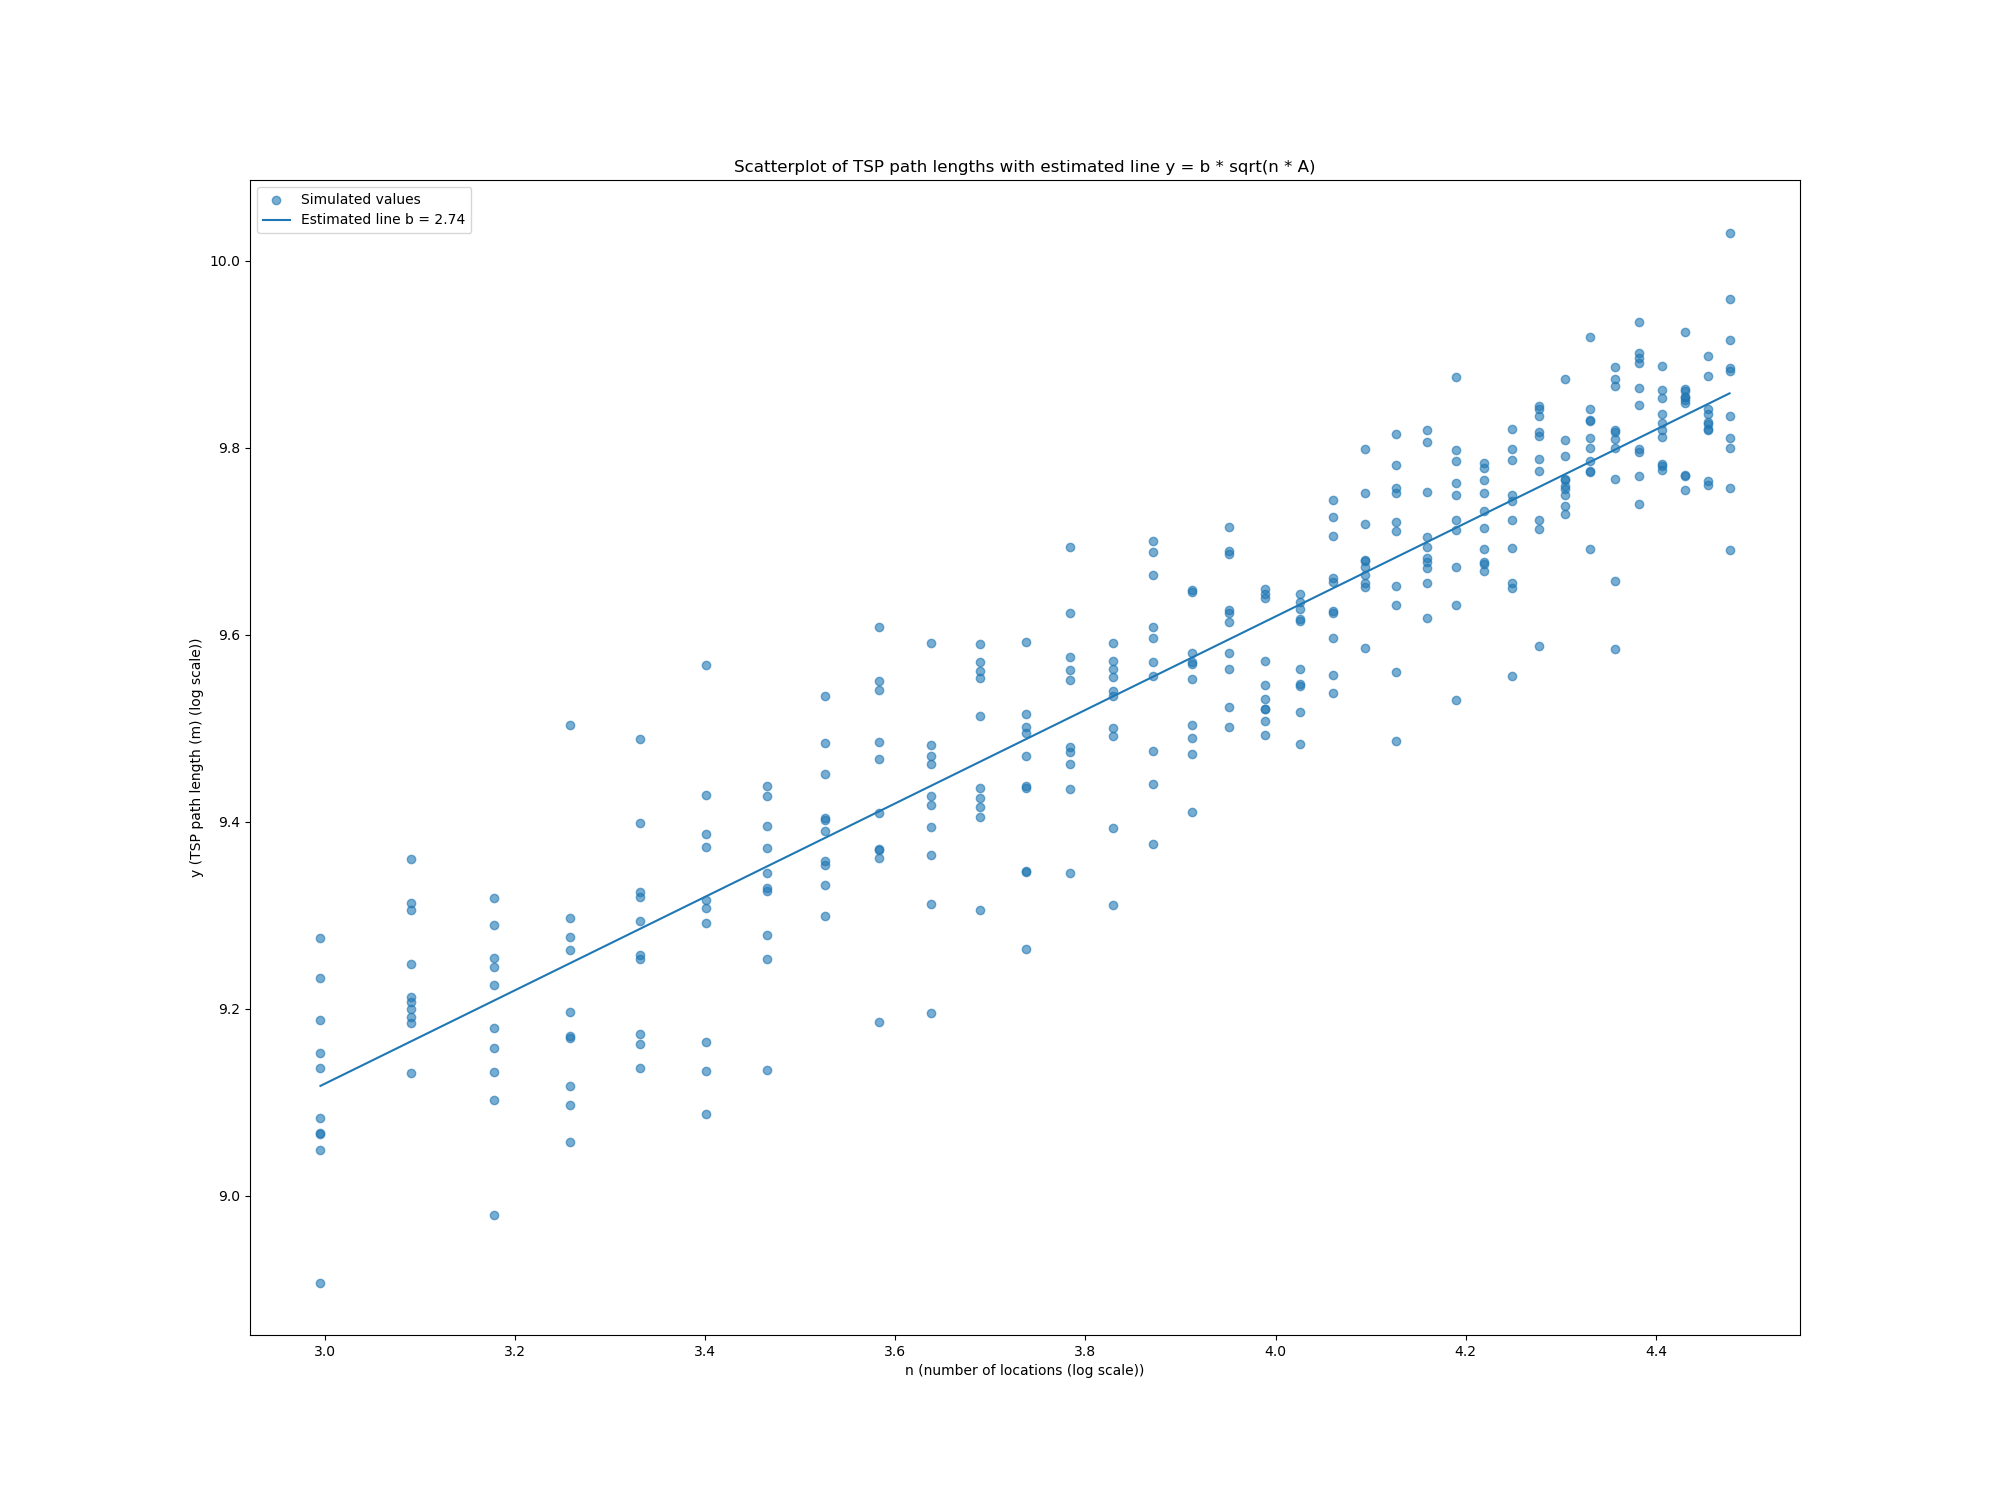 Scatterplot of TSP path lengths with estimated line y = b * sqrt(n * A)
Simulated values
Estimated line b = 2.74
10.0
9.8
9.6
9.4
9.2
9.0
y (TSP path length (m) (log scale))
3.0 3.2 3.4 3.6 3.8 4.0 4.2 4.4
n (number of locations (log scale))